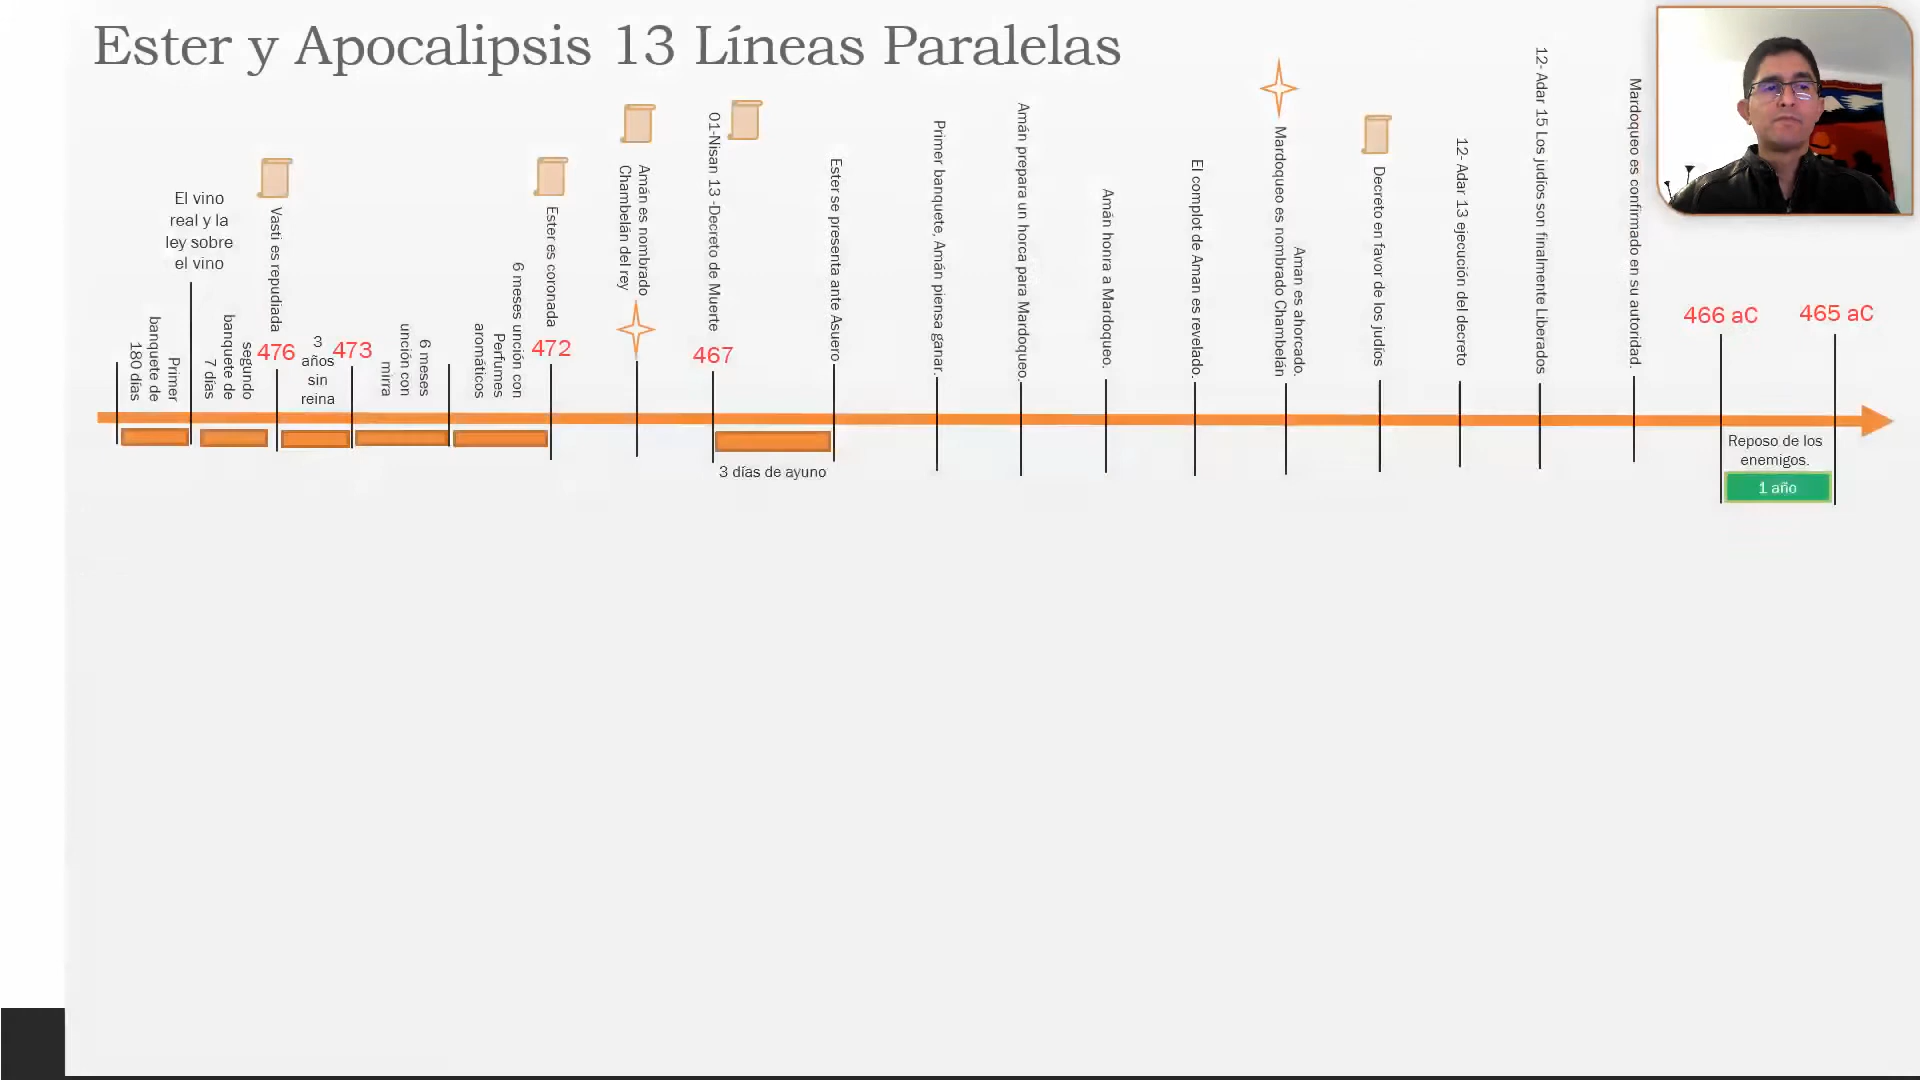 Ester y Apocalipsis 13 Líneas Paralelas
Primer
banquete de
180 días
El vino
real y la
ley sobre
el vino
segundo
banquete de
7 días
Vasti es repudiada
476
3
años
sin
reina
473
6 meses
unción con
mirra
6 meses unción con
Perfumes
aromáticos
Ester es coronada
472
Amán es nombrado
Chambelán del rey
01-Nisan 13 -Decreto de Muerte
467
3 días de ayuno
Ester se presenta ante Asuero
Primer banquete, Amán piensa ganar.
Amán prepara un horca para Mardoqueo.
Amán honra a Mardoqueo.
El complot de Aman es revelado.
Aman es ahorcado.
Mardoqueo es nombrado Chambelán
Decreto en favor de los judíos
12- Adar 13 ejecución del decreto
12- Adar 15 Los judíos son finalmente Liberados
Mardoqueo es confirmado en su autoridad.
466 aC
465 aC
Reposo de los
enemigos.
1 año